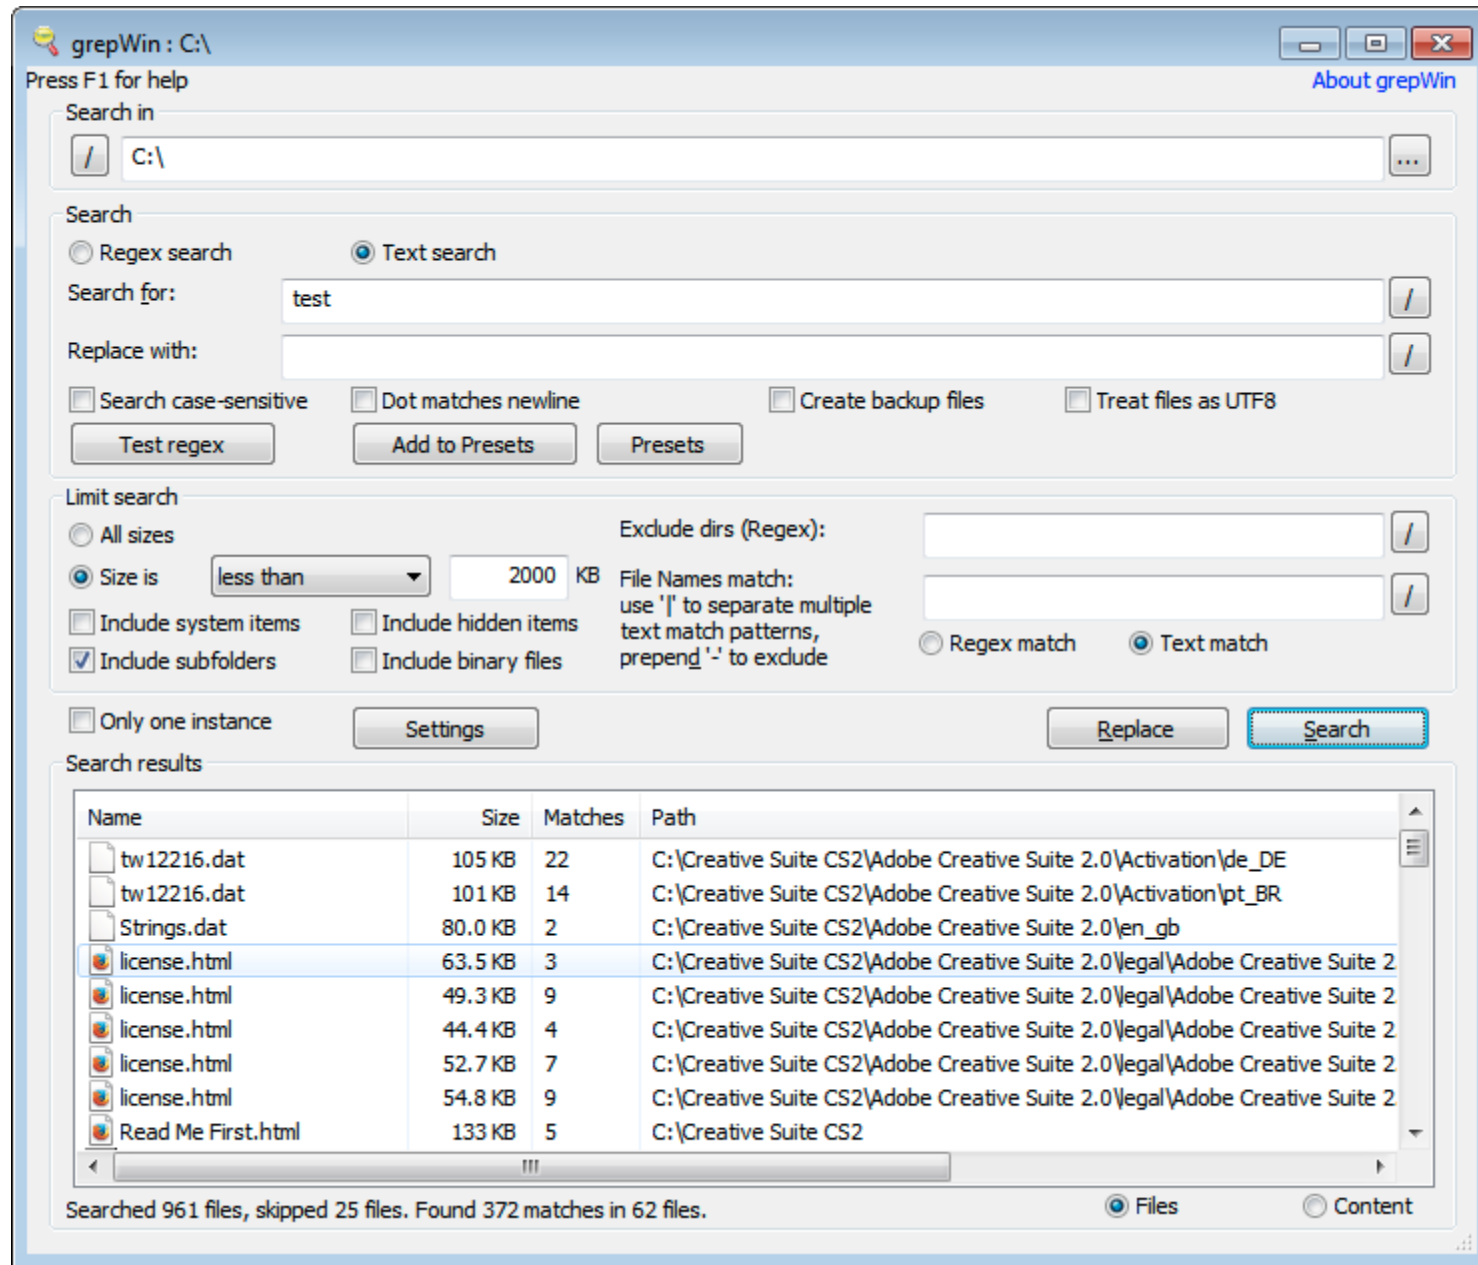 grepWin : C:\
Press F1 for help
About grepWin
Search in
/ C:\ ...
Search
Regex search Text search
Search for: test /
Replace with: /
Search case-sensitive Dot matches newline Create backup files Treat files as UTF8
Test regex Add to Presets Presets
Limit search
All sizes
Exclude dirs (Regex): /
Size is less than 2000 KB
File Names match: /
use '|' to separate multiple
text match patterns,
prepend '-' to exclude
Include system items Include hidden items
Regex match Text match
Include subfolders Include binary files
Only one instance Settings Replace Search
Search results
Name Size Matches Path
tw12216.dat 105 KB 22 C:\Creative Suite CS2\Adobe Creative Suite 2.0\Activation\de_DE
tw12216.dat 101 KB 14 C:\Creative Suite CS2\Adobe Creative Suite 2.0\Activation\pt_BR
Strings.dat 80.0 KB 2 C:\Creative Suite CS2\Adobe Creative Suite 2.0\en_gb
license.html 63.5 KB 3 C:\Creative Suite CS2\Adobe Creative Suite 2.0\legal\Adobe Creative Suite 2
license.html 49.3 KB 9 C:\Creative Suite CS2\Adobe Creative Suite 2.0\legal\Adobe Creative Suite 2
license.html 44.4 KB 4 C:\Creative Suite CS2\Adobe Creative Suite 2.0\legal\Adobe Creative Suite 2
license.html 52.7 KB 7 C:\Creative Suite CS2\Adobe Creative Suite 2.0\legal\Adobe Creative Suite 2
license.html 54.8 KB 9 C:\Creative Suite CS2\Adobe Creative Suite 2.0\legal\Adobe Creative Suite 2
Read Me First.html 133 KB 5 C:\Creative Suite CS2
Searched 961 files, skipped 25 files. Found 372 matches in 62 files.
Files Content